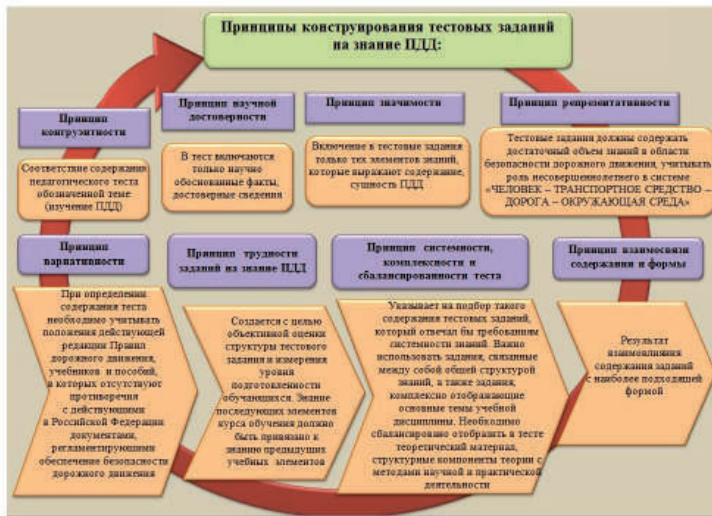 Принципы конструирования тестовых заданий
на знание ПДД:
Принцип
конгруэнтности
Принцип научной
достоверности
Принцип значимости
Принцип репрезентативности
Соответствие содержания
педагогического теста
обозначенной теме
(изучение ПДД)
В тест включаются
только научно
обоснованные факты,
достоверные сведения
Включение в тестовые задания
только тех элементов знаний,
которые выражают содержание,
сущность ПДД
Тестовые задания должны содержать
достаточный объем знаний в области
безопасности дорожного движения, учитывать
роль несовершеннолетнего в системе
«ЧЕЛОВЕК – ТРАНСПОРТНОЕ СРЕДСТВО –
ДОРОГА – ОКРУЖАЮЩАЯ СРЕДА»
Принцип
вариативности
Принцип трудности
заданий на знание ПДД
Принцип системности,
комплексности и
сбалансированности теста
Принцип взаимосвязи
содержания и формы
При определении
содержания теста
необходимо учитывать
положения действующей
редакции Правил
дорожного движения,
учебников и пособий,
в которых отсутствуют
противоречия
с действующими
в Российской Федерации
документами,
регламентирующими
обеспечение безопасности
дорожного движения
Создается с целью
объективной оценки
структуры тестового
задания и измерения
уровня
подготовленности
обучающихся. Знание
последующих элементов
курса обучения должно
быть привязано к
знанию предыдущих
учебных элементов
Указывает на подбор такого
содержания тестовых заданий,
который отвечал бы требованиям
системности знаний. Важно
использовать задания, связанные
между собой общей структурой
знаний, а также задания,
комплексно отображающие
основные темы учебной
дисциплины. Необходимо
сбалансировано отобразить в тесте
теоретический материал,
структурные компоненты теории с
методами научной и практической
деятельности
Результат
взаимовлияния
содержания заданий
с наиболее подходящей
формой